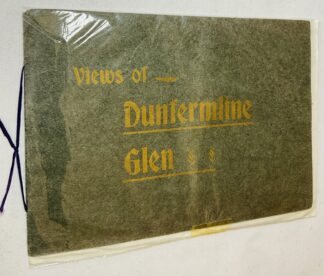 Views of
Dunfermline
Glen